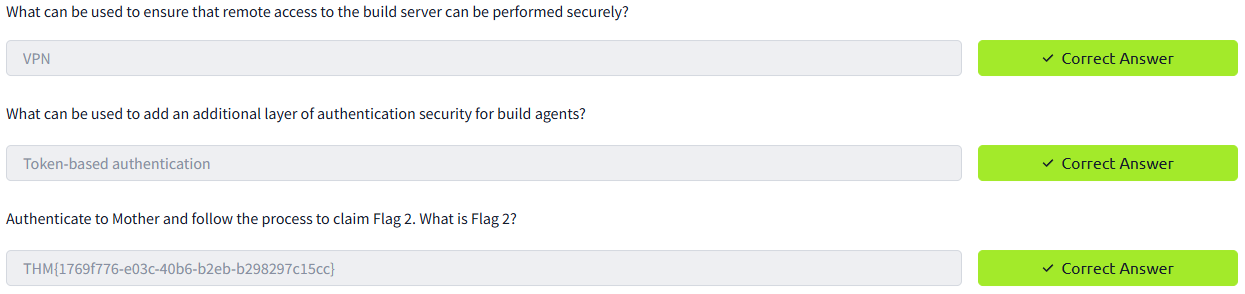 What can be used to ensure that remote access to the build server can be performed securely?
VPN
✓ Correct Answer
What can be used to add an additional layer of authentication security for build agents?
Token-based authentication
✓ Correct Answer
Authenticate to Mother and follow the process to claim Flag 2. What is Flag 2?
THM{1769f776-e03c-40b6-b2eb-b298297c15cc}
✓ Correct Answer